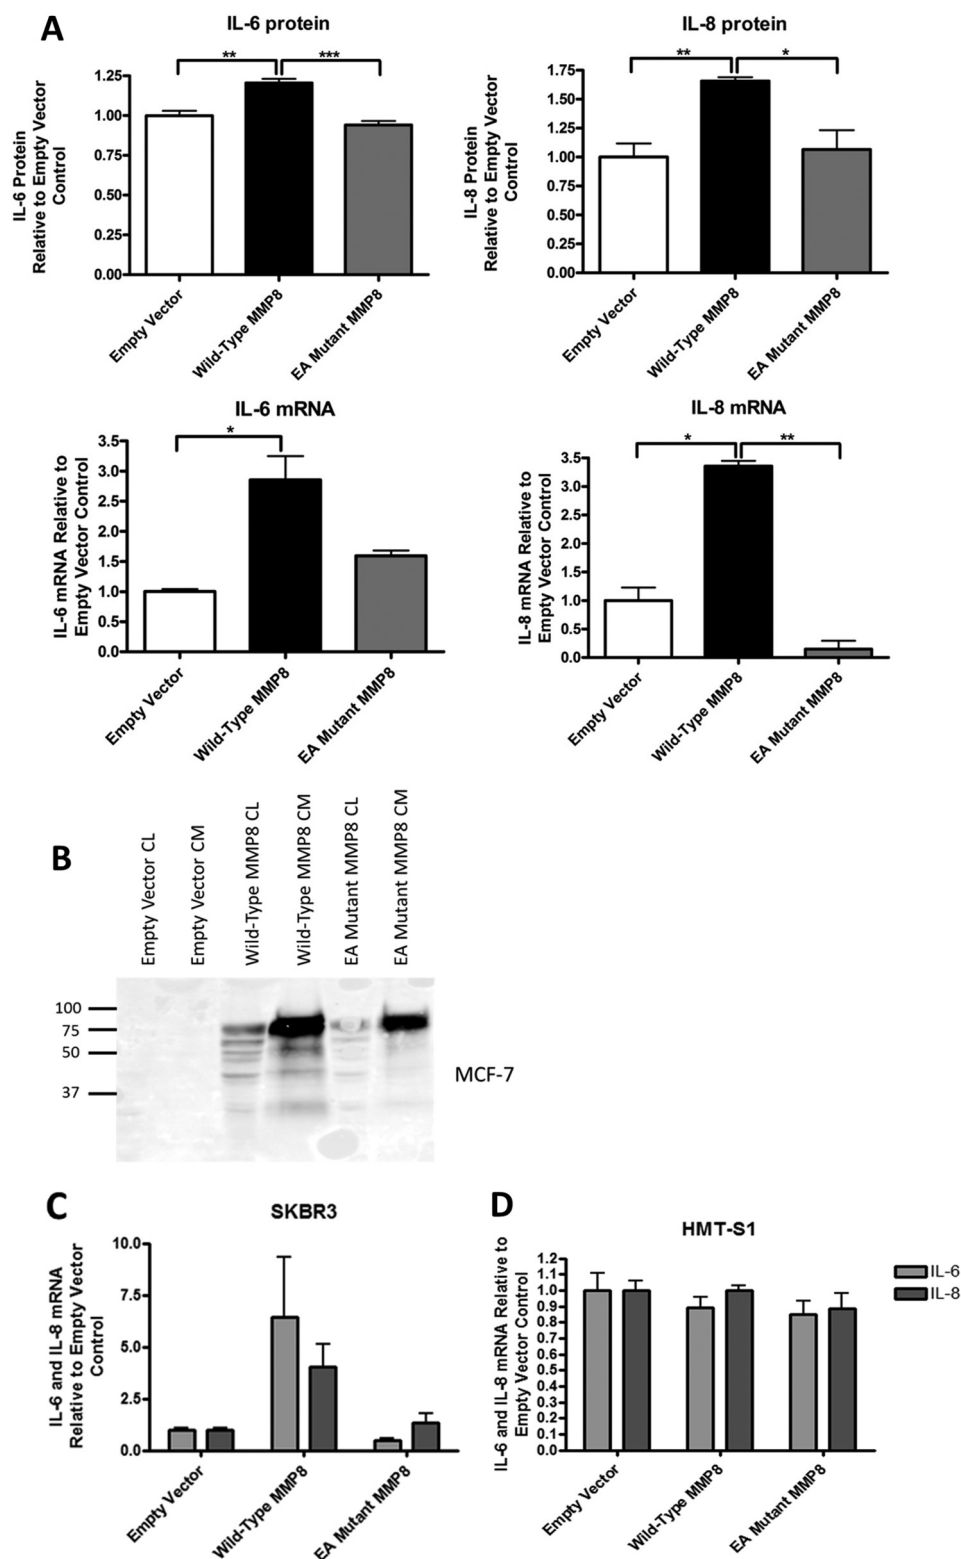 A
IL-6 protein
** ***
1.25
1.00
0.75
0.50
0.25
0.00
IL-6 Protein
Relative to Empty Vector
Control
Empty Vector
Wild-Type MMP8
EA Mutant MMP8
IL-8 protein
** *
1.75
1.50
1.25
1.00
0.75
0.50
0.25
0.00
IL-8 Protein
Relative to Empty Vector
Control
Empty Vector
Wild-Type MMP8
EA Mutant MMP8
IL-6 mRNA
*
3.5
3.0
2.5
2.0
1.5
1.0
0.5
0.0
IL-6 mRNA Relative to
Empty Vector Control
Empty Vector
Wild-Type MMP8
EA Mutant MMP8
IL-8 mRNA
* **
3.5
3.0
2.5
2.0
1.5
1.0
0.5
0.0
IL-8 mRNA Relative to
Empty Vector Control
Empty Vector
Wild-Type MMP8
EA Mutant MMP8
B
Empty Vector CL
Empty Vector CM
Wild-Type MMP8 CL
Wild-Type MMP8 CM
EA Mutant MMP8 CL
EA Mutant MMP8 CM
100
75
50
37
MCF-7
C
SKBR3
10.0
7.5
5.0
2.5
0.0
IL-6 and IL-8 mRNA
Relative to Empty Vector
Control
Empty Vector
Wild-Type MMP8
EA Mutant MMP8
D
HMT-S1
1.2
1.1
1.0
0.9
0.8
0.7
0.6
0.5
0.4
0.3
0.2
0.1
0.0
IL-6 and IL-8 mRNA Relative to
Empty Vector Control
Empty Vector
Wild-Type MMP8
EA Mutant MMP8
IL-6
IL-8